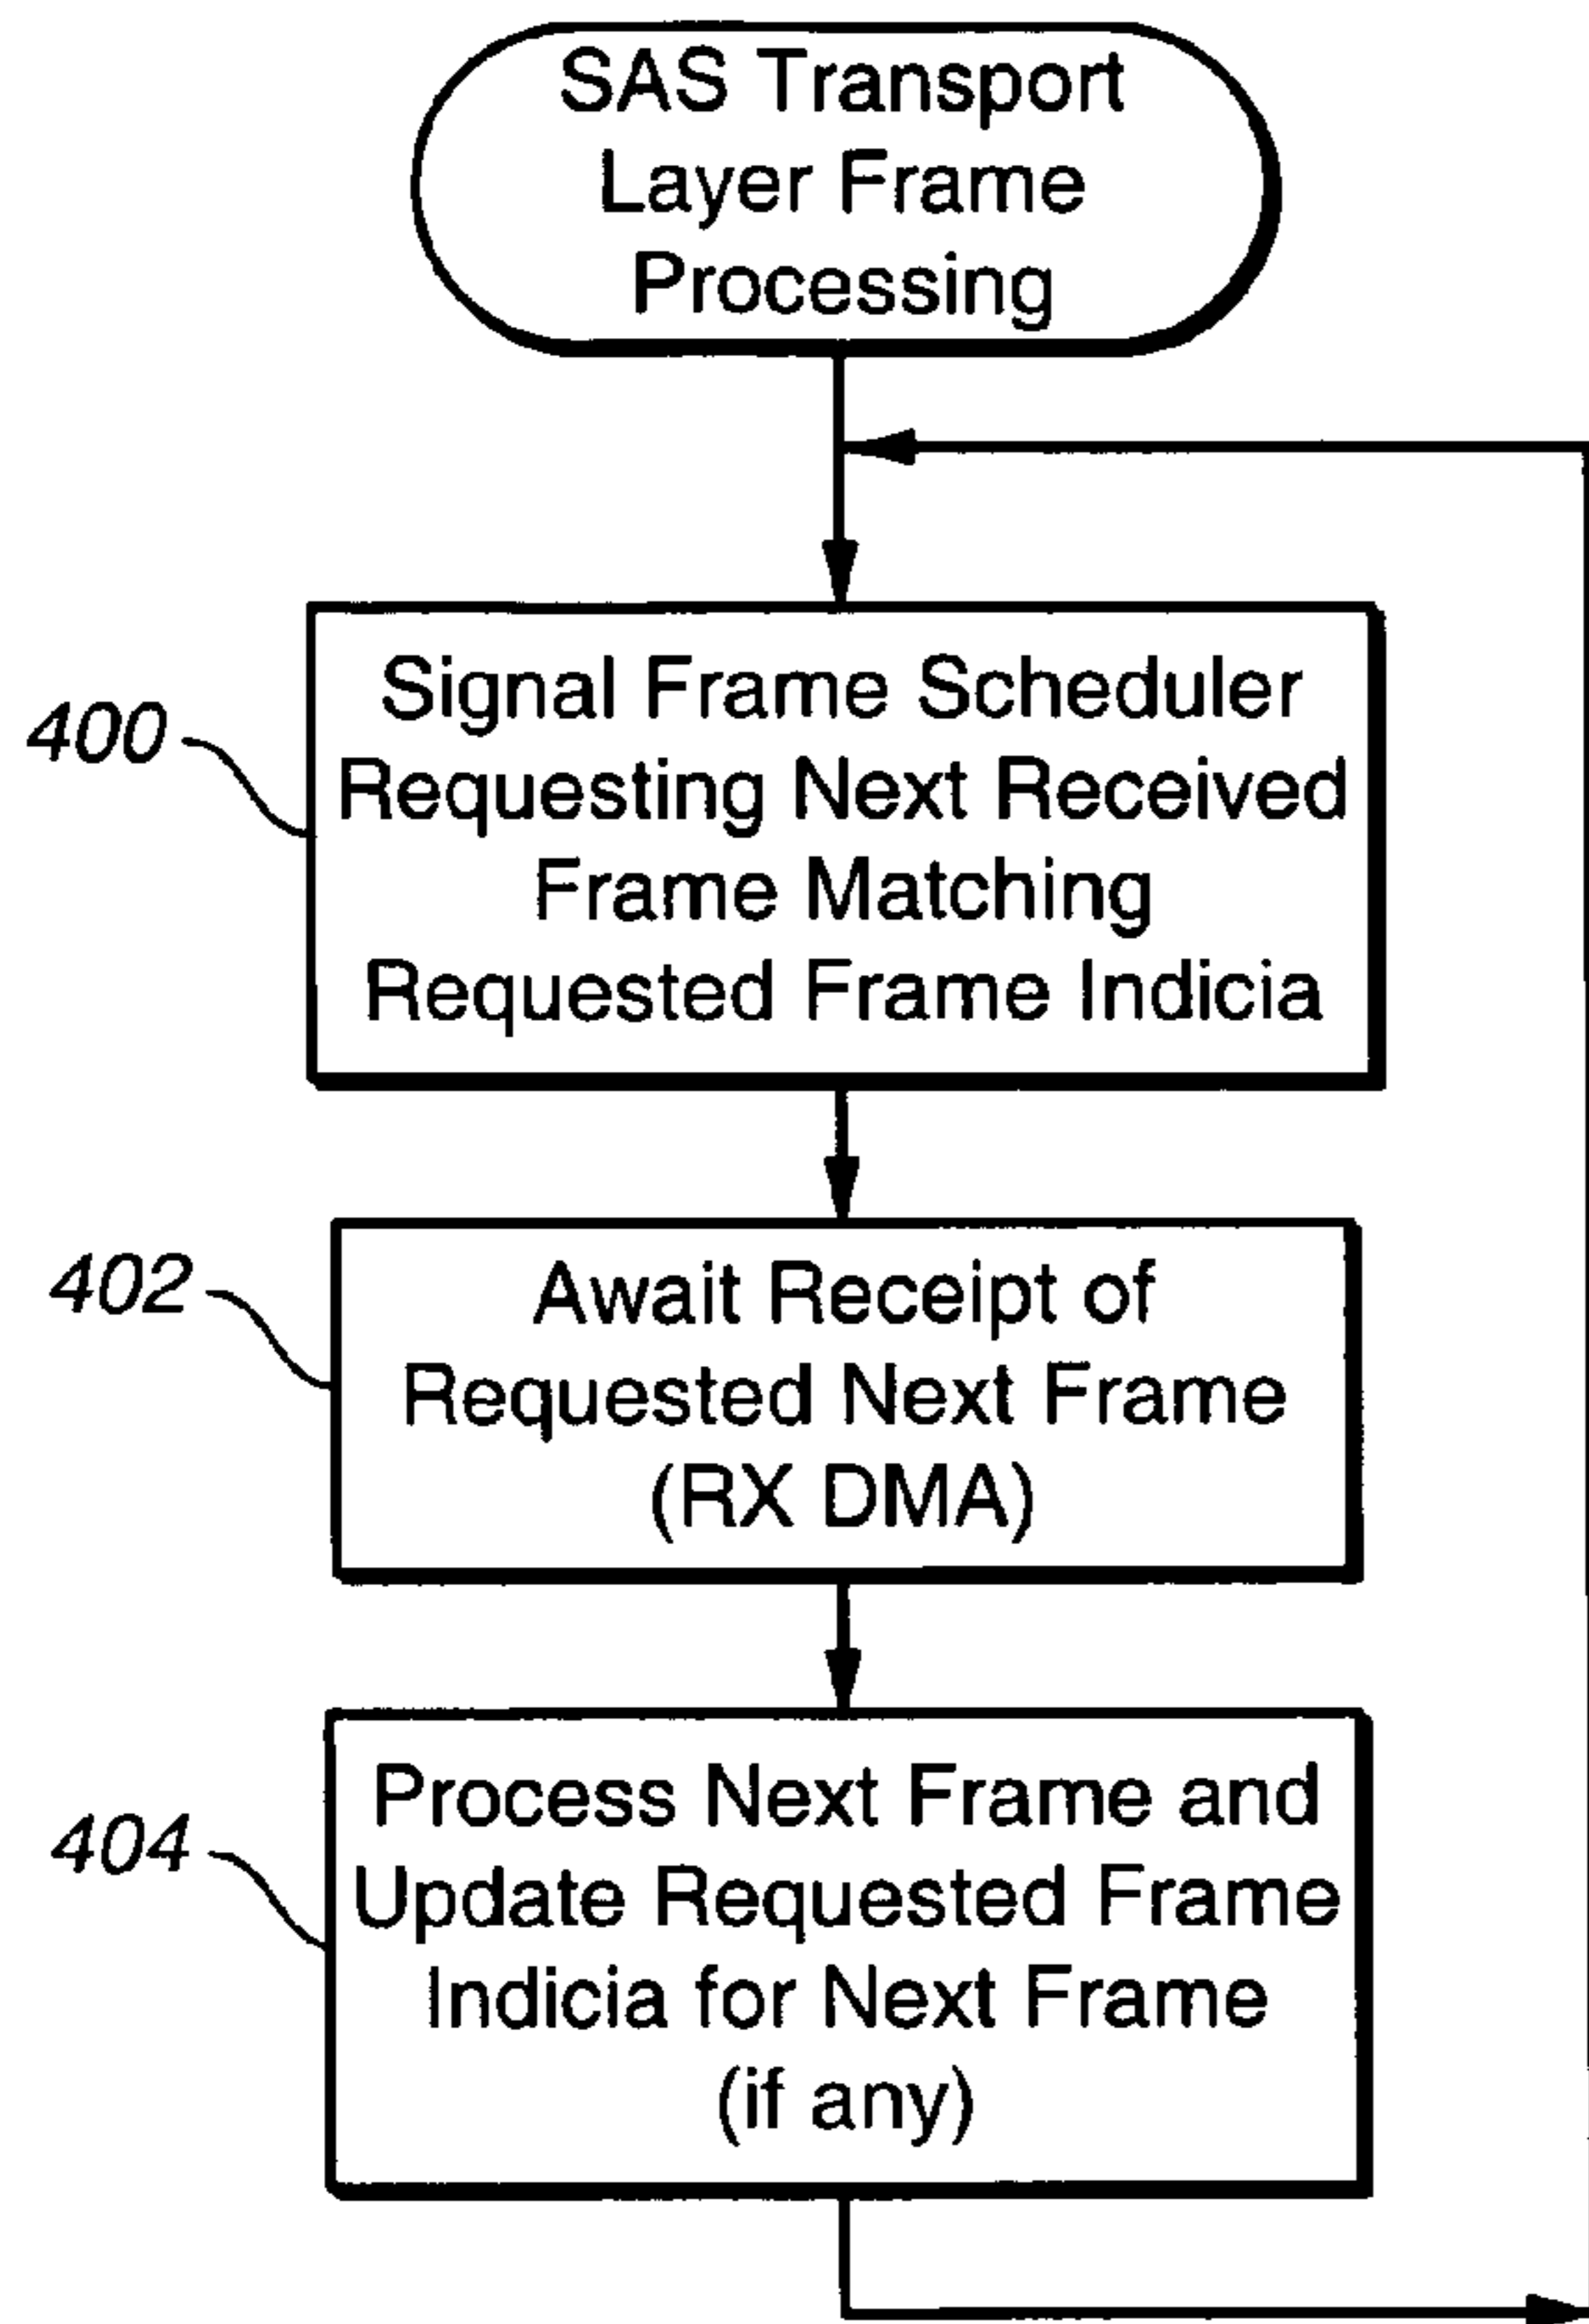 SAS Transport
Layer Frame
Processing
400
Signal Frame Scheduler
Requesting Next Received
Frame Matching
Requested Frame Indicia
402
Await Receipt of
Requested Next Frame
(RX DMA)
404
Process Next Frame and
Update Requested Frame
Indicia for Next Frame
(if any)